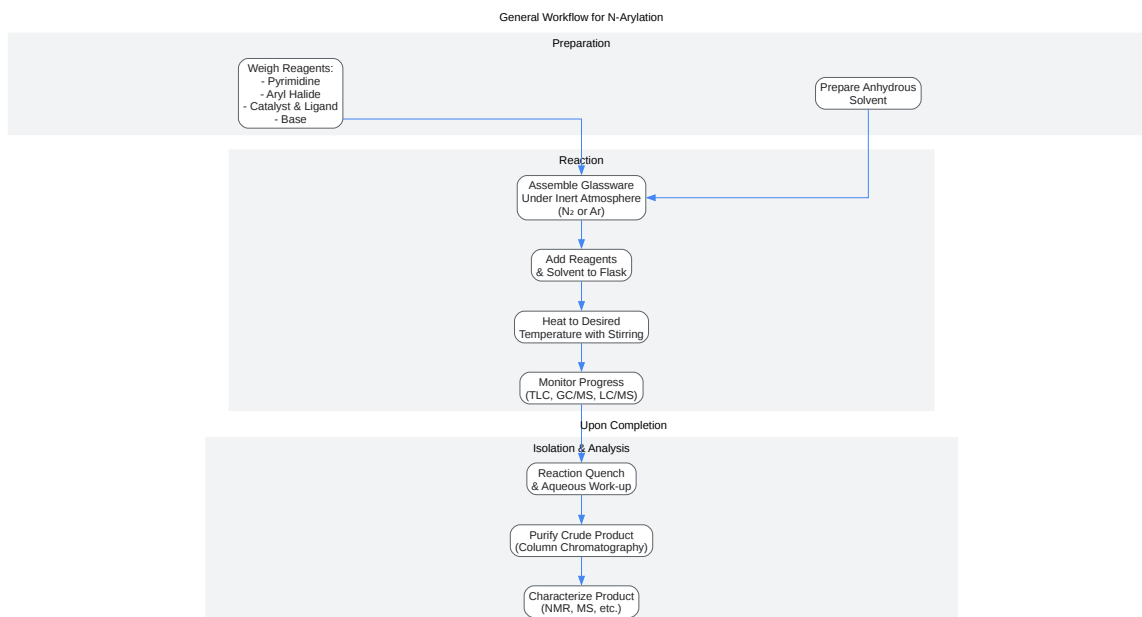 General Workflow for N-Arylation
Preparation
Weigh Reagents:
- Pyrimidine
- Aryl Halide
- Catalyst & Ligand
- Base
Prepare Anhydrous
Solvent
Reaction
Assemble Glassware
Under Inert Atmosphere
(N₂ or Ar)
Add Reagents
& Solvent to Flask
Heat to Desired
Temperature with Stirring
Monitor Progress
(TLC, GC/MS, LC/MS)
Upon Completion
Isolation & Analysis
Reaction Quench
& Aqueous Work-up
Purify Crude Product
(Column Chromatography)
Characterize Product
(NMR, MS, etc.)